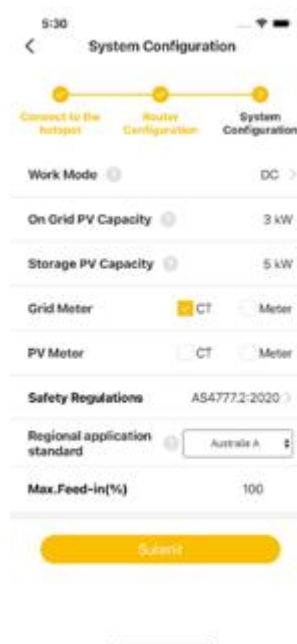 5:30
System Configuration
Connect to the Router System
hotspot Configuration Configuration
Work Mode DC
On Grid PV Capacity 3 kW
Storage PV Capacity 5 kW
Grid Meter CT Meter
PV Meter CT Meter
Safety Regulations AS4777.2:2020
Regional application
standard Australia A
Max.Feed-in(%) 100
Submit